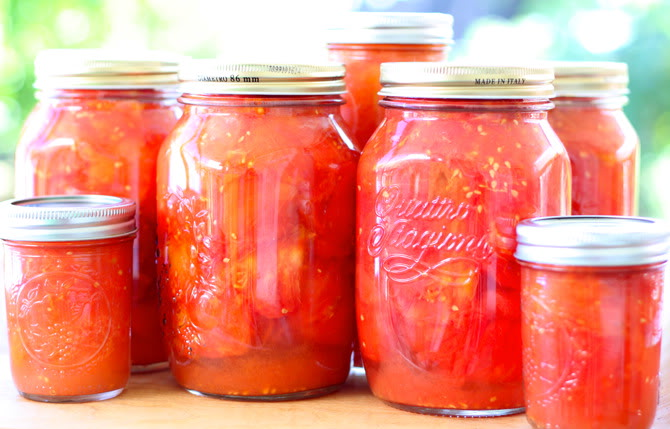 86 mm
MADE IN ITALY
Quattro
Stagioni